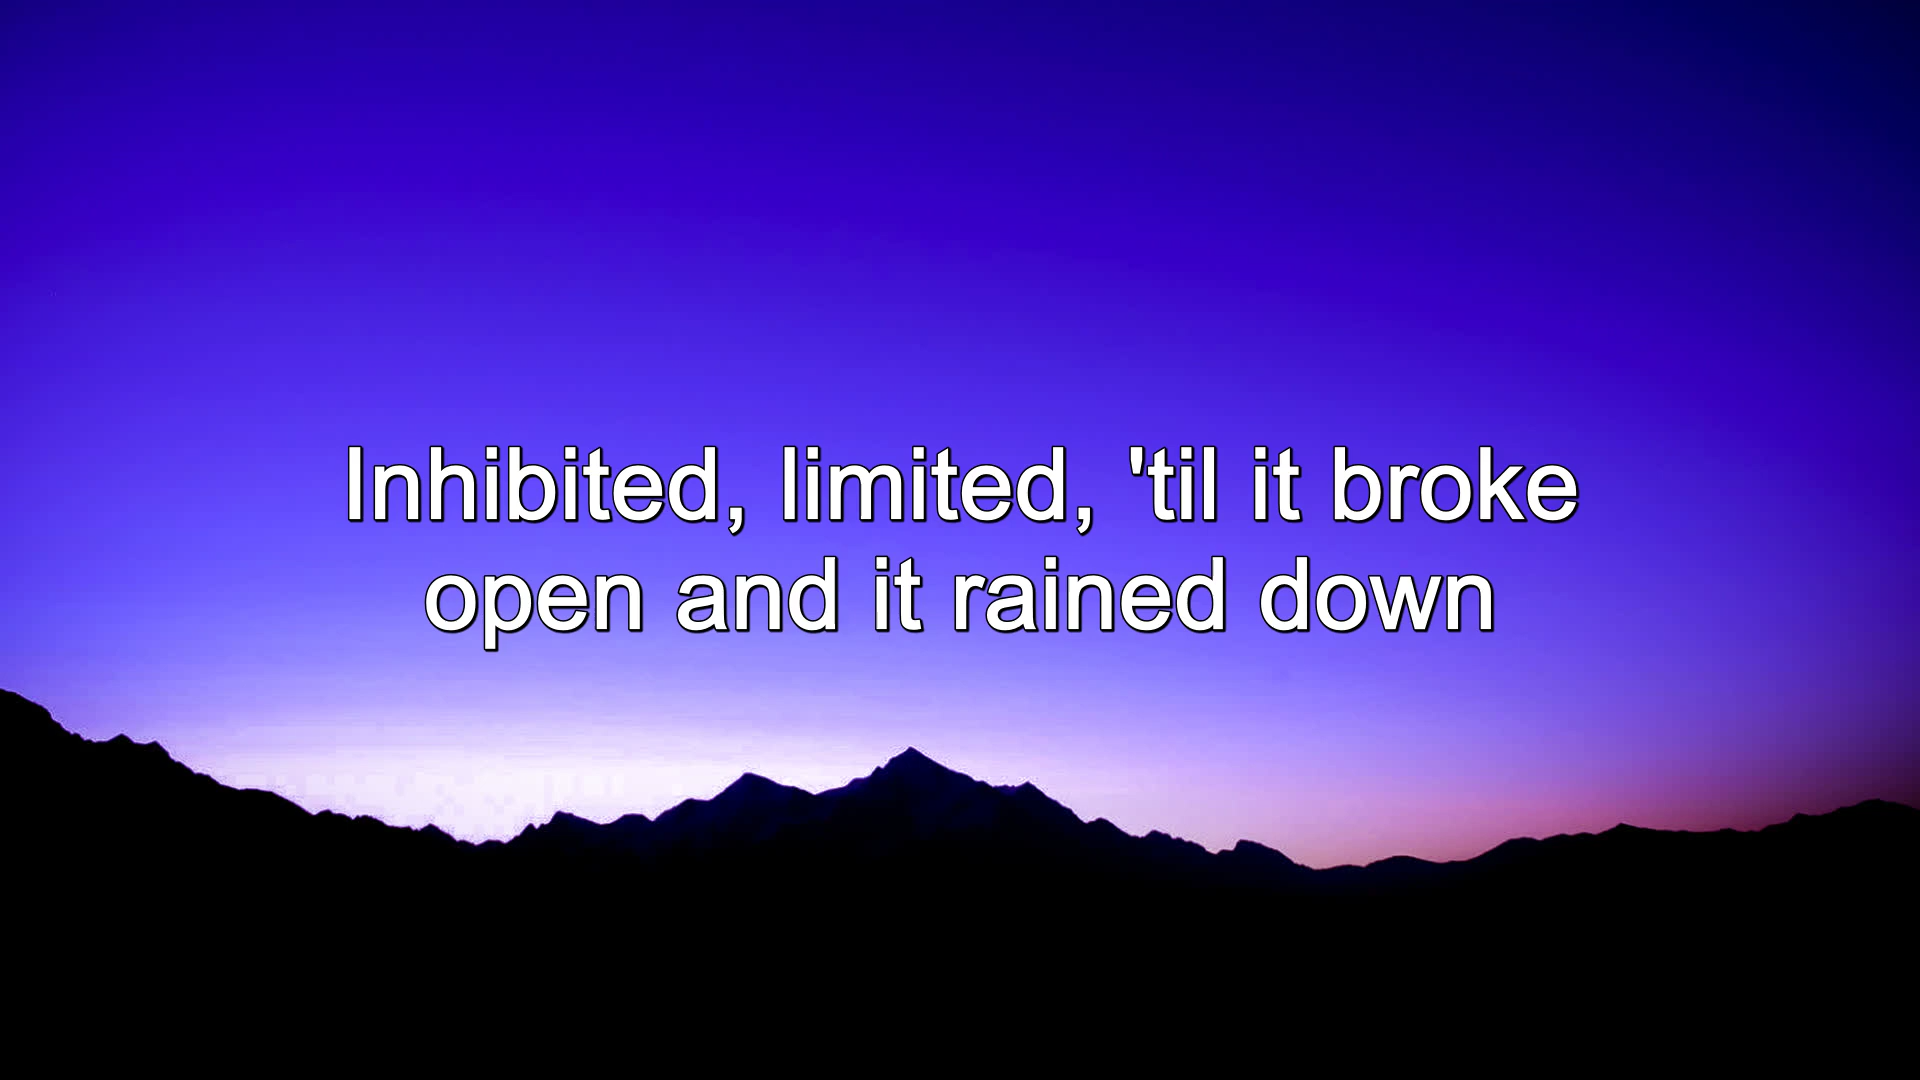 Inhibited, limited, 'til it broke
open and it rained down